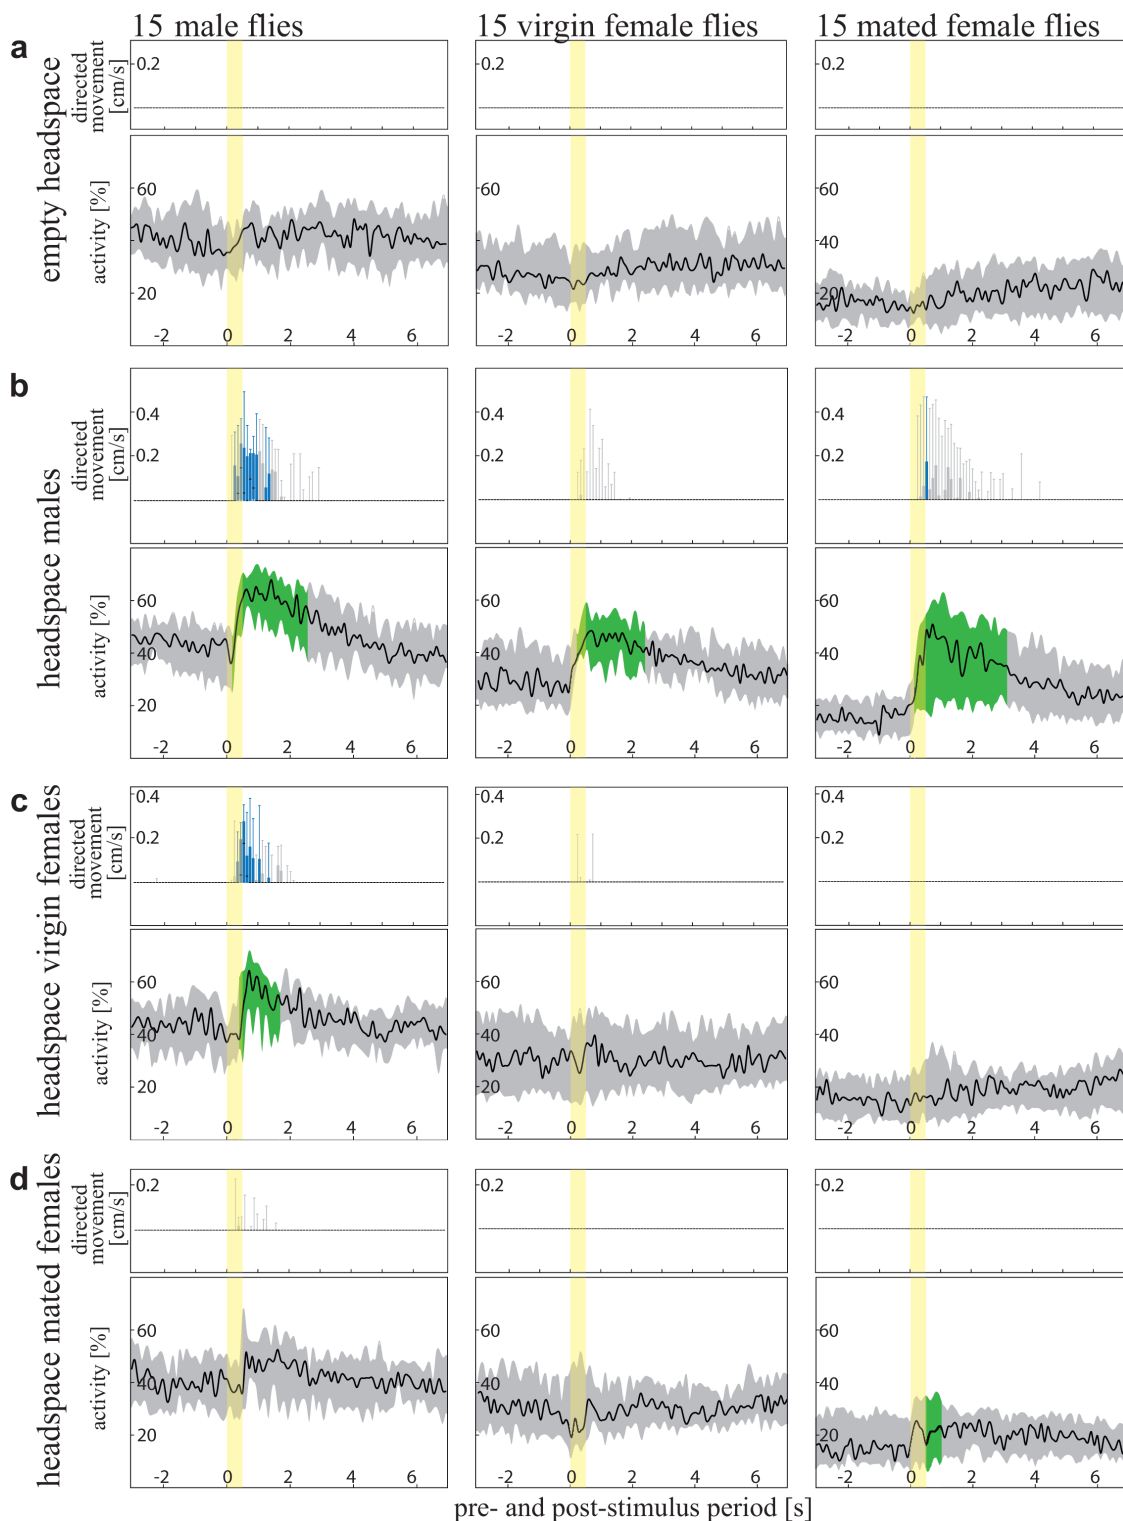 15 male flies
15 virgin female flies
15 mated female flies
a
empty headspace
directed
movement
[cm/s]
0.2
0.2
0.2
activity [%]
60
20
-2 0 2 4 6
60
20
-2 0 2 4 6
60
40
20
-2 0 2 4 6
b
headspace males
directed
movement
[cm/s]
0.4
0.2
0.4
0.2
0.4
0.2
activity [%]
60
40
20
-2 0 2 4 6
60
40
20
-2 0 2 4 6
60
40
20
-2 0 2 4 6
c
headspace virgin females
directed
movement
[cm/s]
0.4
0.2
0.4
0.2
0.4
0.2
activity [%]
60
40
20
-2 0 2 4 6
60
40
20
-2 0 2 4 6
60
40
20
-2 0 2 4 6
d
headspace mated females
directed
movement
[cm/s]
0.2
0.2
activity [%]
60
40
20
-2 0 2 4 6
60
40
20
-2 0 2 4 6
60
40
20
-2 0 2 4 6
pre- and post-stimulus period [s]